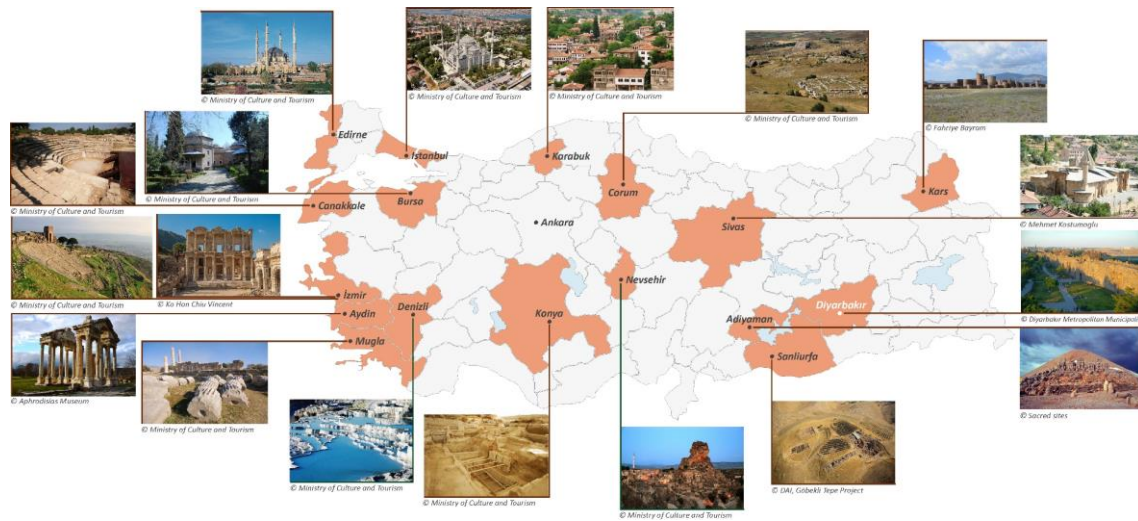 © Ministry of Culture and Tourism
© Ministry of Culture and Tourism
© Ministry of Culture and Tourism
© Ministry of Culture and Tourism
© Fahriye Bayram
Edirne
Istanbul
Karabuk
Corum
Kars
© Ministry of Culture and Tourism
© Ministry of Culture and Tourism
Canakkale
Bursa
Ankara
Sivas
© Mehmet Kostumoglu
© Ministry of Culture and Tourism
© Ko Hon Chiu Vincent
İzmir
Aydin
Denizli
Mugla
Konya
Nevsehir
Adiyaman
Diyarbakır
Sanliurfa
© Diyarbakır Metropolitan Municipali
© Aphrodisias Museum
© Ministry of Culture and Tourism
© Sacred sites
© Ministry of Culture and Tourism
© Ministry of Culture and Tourism
© Ministry of Culture and Tourism
© DAI, Göbekli Tepe Project